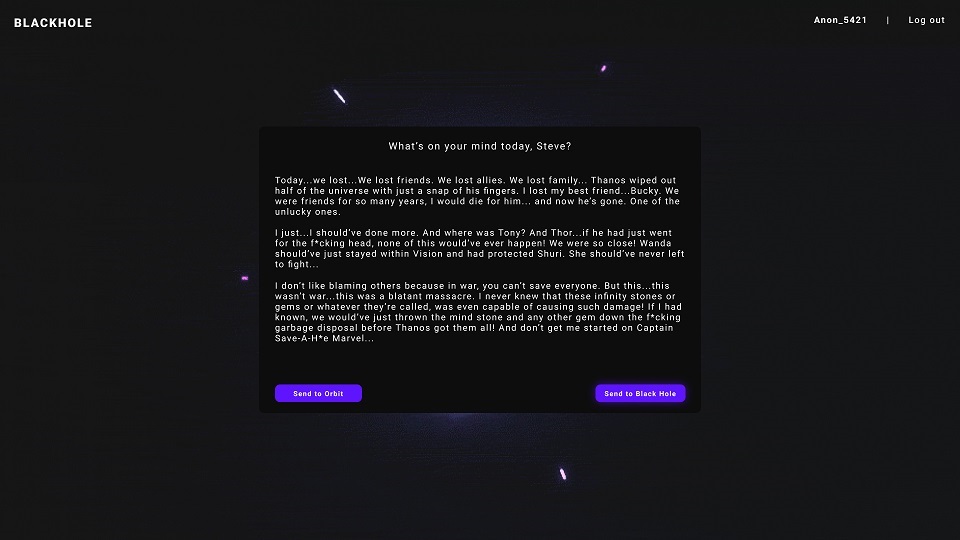 BLACKHOLE
Anon_5421 | Log out
What's on your mind today, Steve?
Today...we lost...We lost friends. We lost allies. We lost family... Thanos wiped out
half of the universe with just a snap of his fingers. I lost my best friend...Bucky. We
were friends for so many years, I would die for him... and now he's gone. One of the
unlucky ones.
I just...I should've done more. And where was Tony? And Thor...if he had just went
for the f*cking head, none of this would've ever happen! We were so close! Wanda
should've just stayed within Vision and had protected Shuri. She should've never left
to fight...
I don't like blaming others because in war, you can't save everyone. But this...this
wasn't war...this was a blatant massacre. I never knew that these infinity stones or
gems or whatever they're called, was even capable of causing such damage! If I had
known, we would've just thrown the mind stone and any other gem down the f*cking
garbage disposal before Thanos got them all! And don't get me started on Captain
Save-A-H*e Marvel...
Send to Orbit
Send to Black Hole